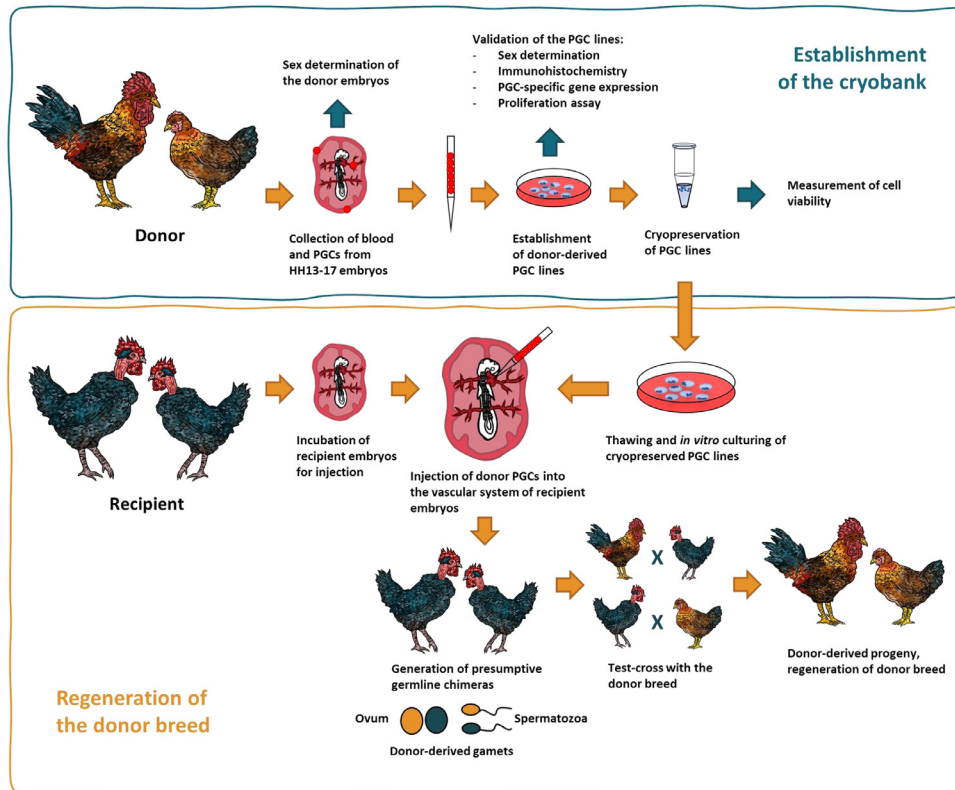 Establishment
of the cryobank
Sex determination of
the donor embryos
Validation of the PGC lines:
- Sex determination
- Immunohistochemistry
- PGC-specific gene expression
- Proliferation assay
Measurement of cell
viability
Donor
Collection of blood
and PGCs from
HH13-17 embryos
Establishment
of donor-derived
PGC lines
Cryopreservation
of PGC lines
Recipient
Incubation of
recipient embryos
for injection
Injection of donor PGCs into
the vascular system of recipient
embryos
Thawing and in vitro culturing of
cryopreserved PGC lines
X
X
Generation of presumptive
germline chimeras
Test-cross with the
donor breed
Donor-derived progeny,
regeneration of donor breed
Ovum
Spermatozoa
Donor-derived gamets
Regeneration of
the donor breed